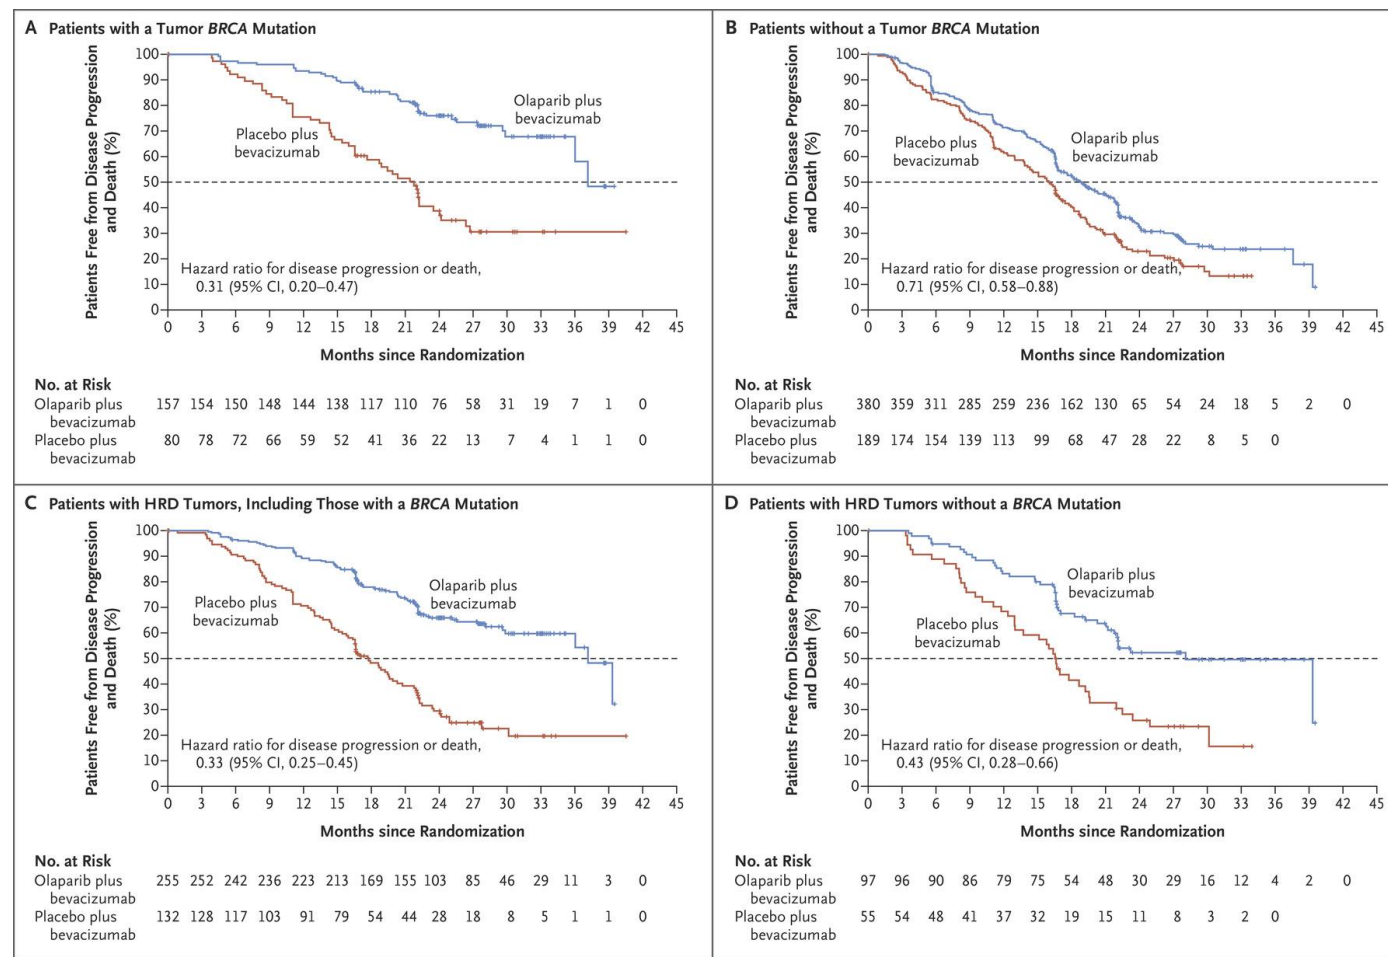 A Patients with a Tumor BRCA Mutation
Patients Free from Disease Progression
and Death (%)
100
90
80
70
60
50
40
30
20
10
0
Olaparib plus
bevacizumab
Placebo plus
bevacizumab
Hazard ratio for disease progression or death,
0.31 (95% CI, 0.20–0.47)
0 3 6 9 12 15 18 21 24 27 30 33 36 39 42 45
Months since Randomization
No. at Risk
Olaparib plus 157 154 150 148 144 138 117 110 76 58 31 19 7 1 0
bevacizumab
Placebo plus 80 78 72 66 59 52 41 36 22 13 7 4 1 1 0
bevacizumab
B Patients without a Tumor BRCA Mutation
Patients Free from Disease Progression
and Death (%)
100
90
80
70
60
50
40
30
20
10
0
Placebo plus
bevacizumab
Olaparib plus
bevacizumab
Hazard ratio for disease progression or death,
0.71 (95% CI, 0.58–0.88)
0 3 6 9 12 15 18 21 24 27 30 33 36 39 42 45
Months since Randomization
No. at Risk
Olaparib plus 380 359 311 285 259 236 162 130 65 54 24 18 5 2 0
bevacizumab
Placebo plus 189 174 154 139 113 99 68 47 28 22 8 5 0
bevacizumab
C Patients with HRD Tumors, Including Those with a BRCA Mutation
Patients Free from Disease Progression
and Death (%)
100
90
80
70
60
50
40
30
20
10
0
Olaparib plus
bevacizumab
Placebo plus
bevacizumab
Hazard ratio for disease progression or death,
0.33 (95% CI, 0.25–0.45)
0 3 6 9 12 15 18 21 24 27 30 33 36 39 42 45
Months since Randomization
No. at Risk
Olaparib plus 255 252 242 236 223 213 169 155 103 85 46 29 11 3 0
bevacizumab
Placebo plus 132 128 117 103 91 79 54 44 28 18 8 5 1 1 0
bevacizumab
D Patients with HRD Tumors without a BRCA Mutation
Patients Free from Disease Progression
and Death (%)
100
90
80
70
60
50
40
30
20
10
0
Olaparib plus
bevacizumab
Placebo plus
bevacizumab
Hazard ratio for disease progression or death,
0.43 (95% CI, 0.28–0.66)
0 3 6 9 12 15 18 21 24 27 30 33 36 39 42 45
Months since Randomization
No. at Risk
Olaparib plus 97 96 90 86 79 75 54 48 30 29 16 12 4 2 0
bevacizumab
Placebo plus 55 54 48 41 37 32 19 15 11 8 3 2 0
bevacizumab